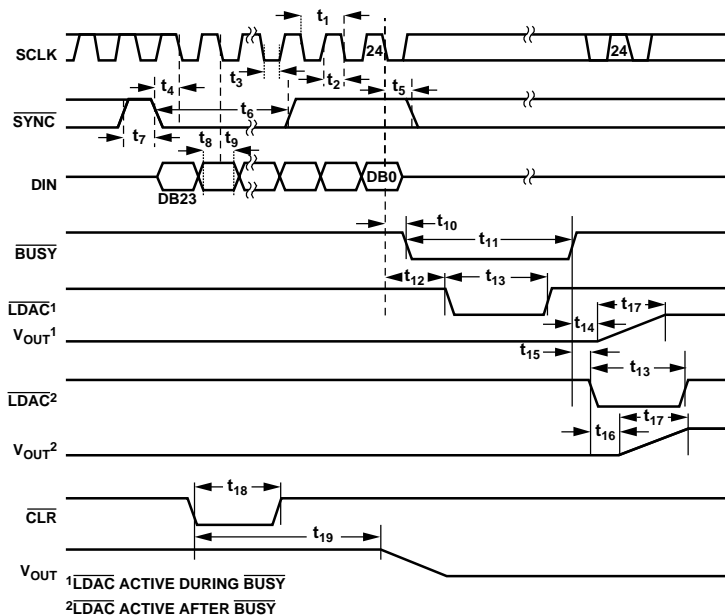 t1
SCLK
24
24
t3
t2
t4
t5
t6
SYNC
t7
t8
t9
DIN
DB23
DB0
t10
t11
BUSY
t12
t13
LDAC1
t14
t17
VOUT1
t15
t13
LDAC2
t16
t17
VOUT2
t18
CLR
t19
VOUT
1LDAC ACTIVE DURING BUSY
2LDAC ACTIVE AFTER BUSY